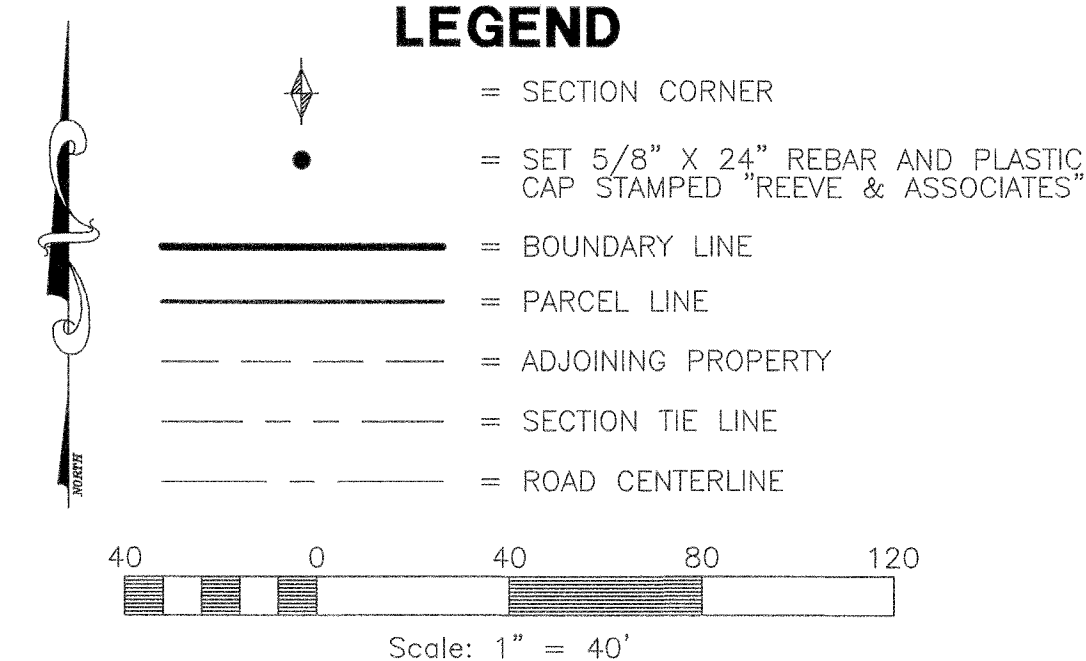 LEGEND
= SECTION CORNER
= SET 5/8" X 24" REBAR AND PLASTIC
CAP STAMPED "REEVE & ASSOCIATES"
= BOUNDARY LINE
= PARCEL LINE
= ADJOINING PROPERTY
= SECTION TIE LINE
= ROAD CENTERLINE
NORTH
40 0 40 80 120
Scale: 1" = 40'